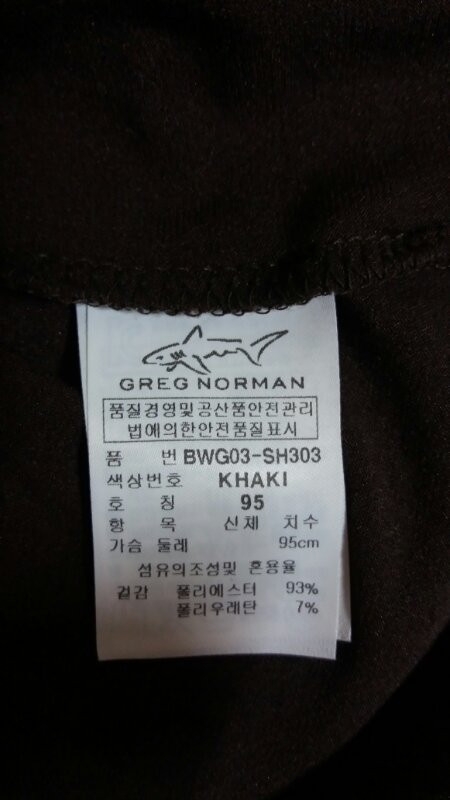 GREG NORMAN
품질경영및공산품안전관리
법에의한안전품질표시
품 번 BWG03-SH303
색상번호 KHAKI
호 칭 95
항 목 신체 치수
가슴 둘레 95cm
섬유의조성및 혼용율
겉감 폴리에스터 93%
폴리우래탄 7%